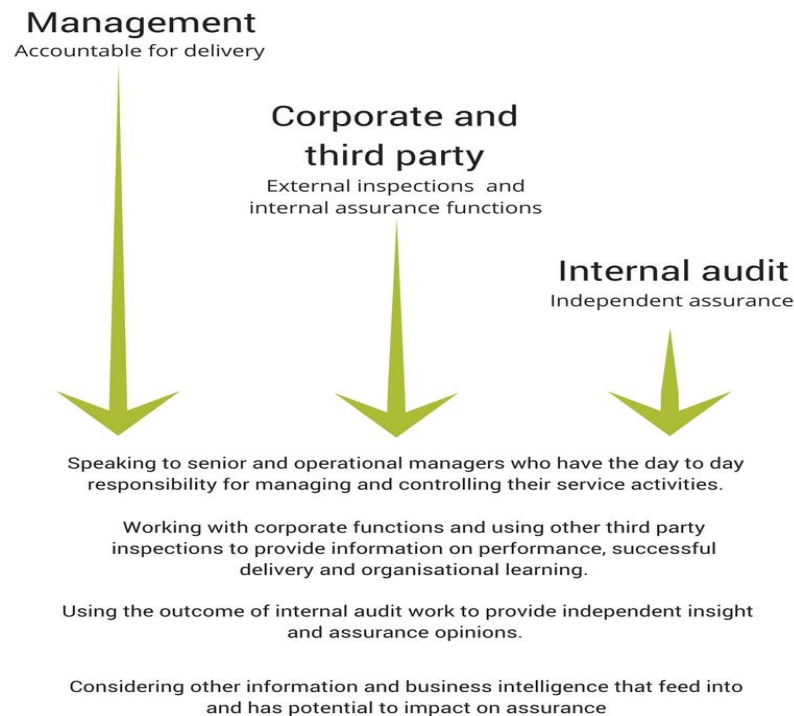 Management
Accountable for delivery
Corporate and
third party
External inspections and
internal assurance functions
Internal audit
Independent assurance
Speaking to senior and operational managers who have the day to day
responsibility for managing and controlling their service activities.
Working with corporate functions and using other third party
inspections to provide information on performance, successful
delivery and organisational learning.
Using the outcome of internal audit work to provide independent insight
and assurance opinions.
Considering other information and business intelligence that feed into
and has potential to impact on assurance